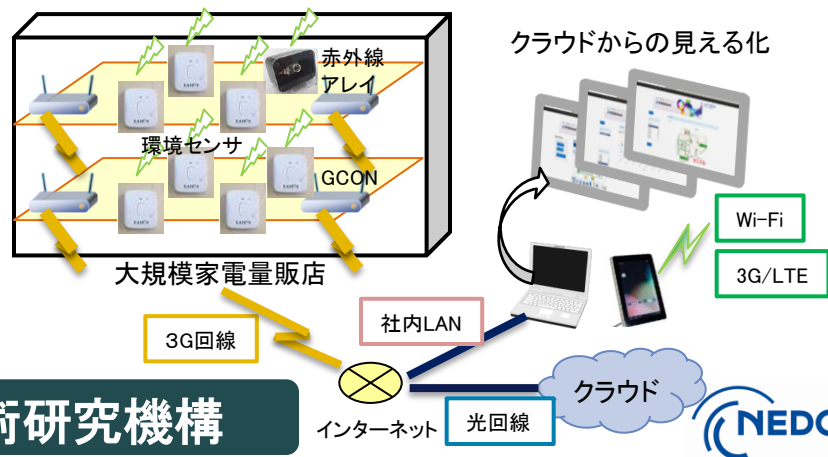 赤外線
アレイ
クラウドからの見える化
環境センサ
GCON
大規模家電量販店
Wi-Fi
3G/LTE
社内LAN
3G回線
クラウド
インターネット
光回線
術研究機構
NEDO